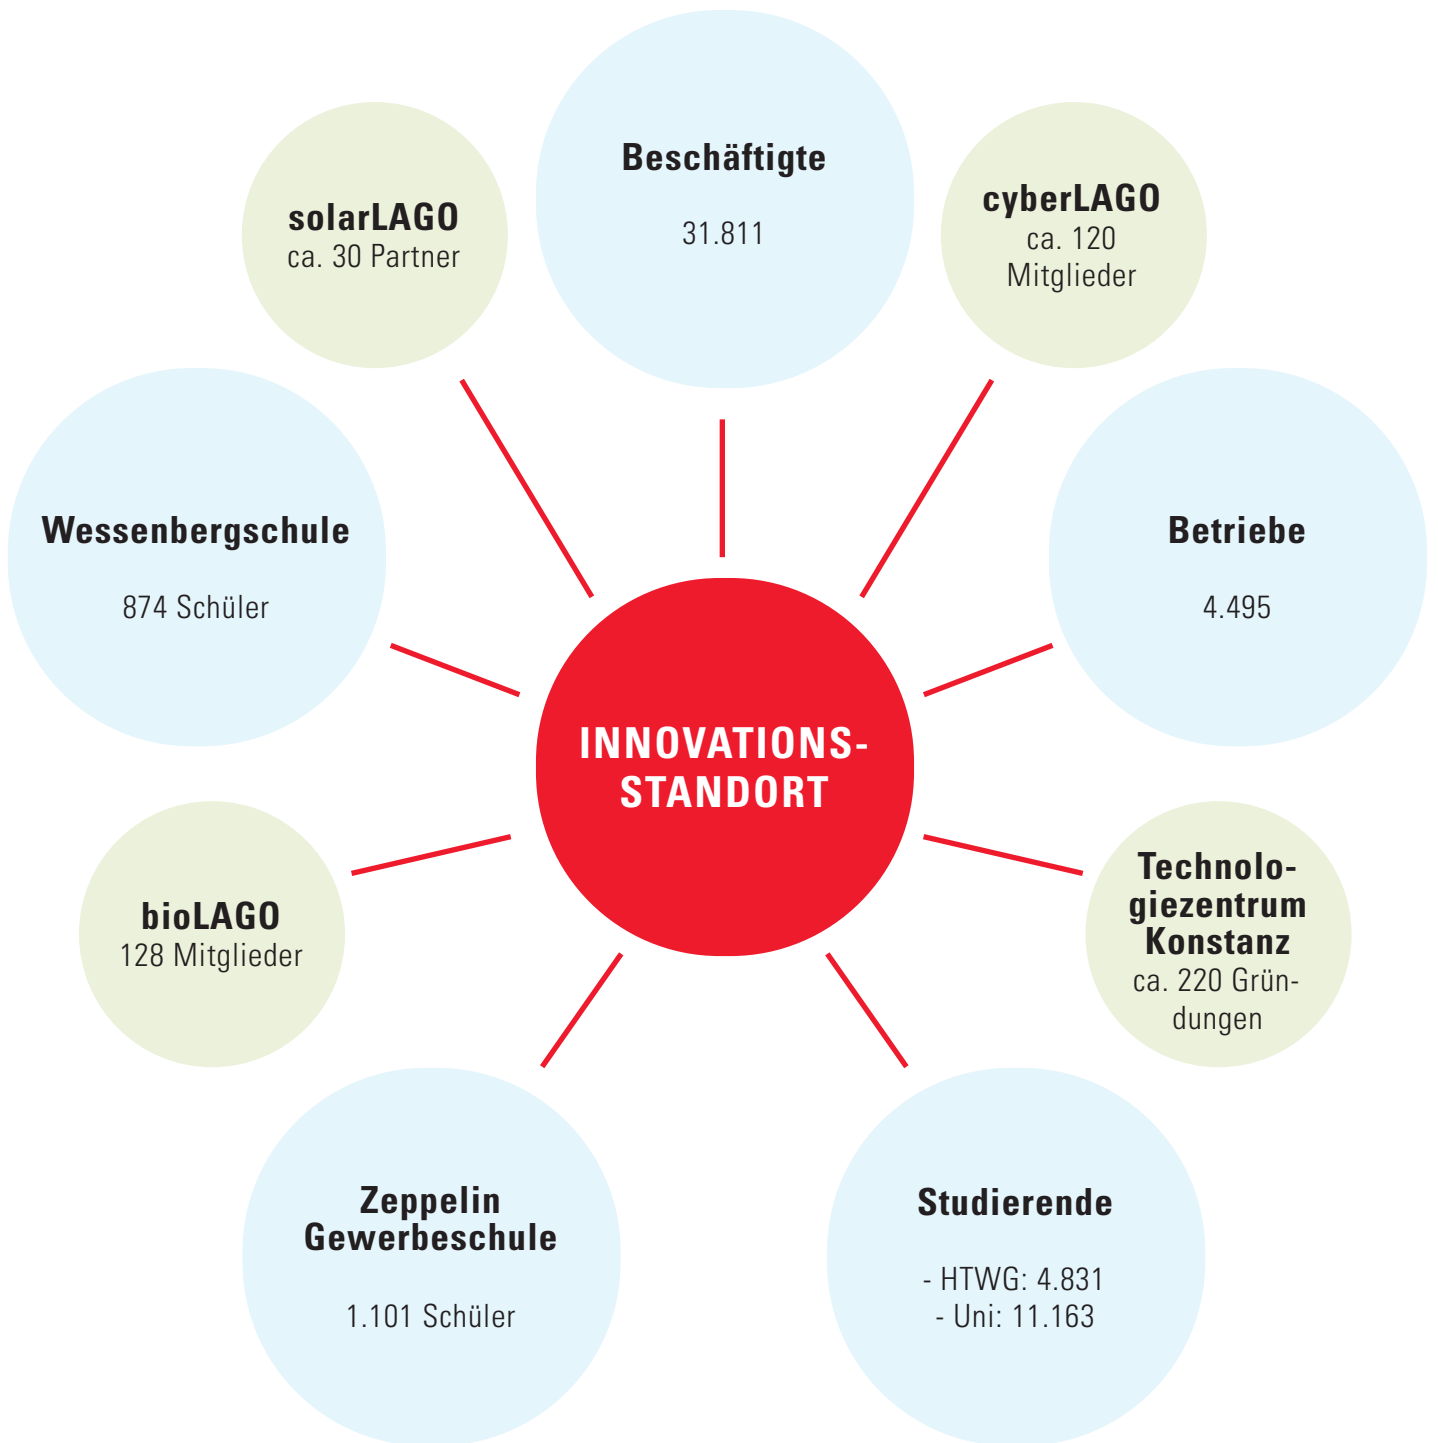 Beschäftigte
31.811
solarLAGO
ca. 30 Partner
cyberLAGO
ca. 120
Mitglieder
Wessenbergschule
874 Schüler
Betriebe
4.495
INNOVATIONS-
STANDORT
bioLAGO
128 Mitglieder
Technolo-
giezentrum
Konstanz
ca. 220 Grün-
dungen
Zeppelin
Gewerbeschule
1.101 Schüler
Studierende
- HTWG: 4.831
- Uni: 11.163